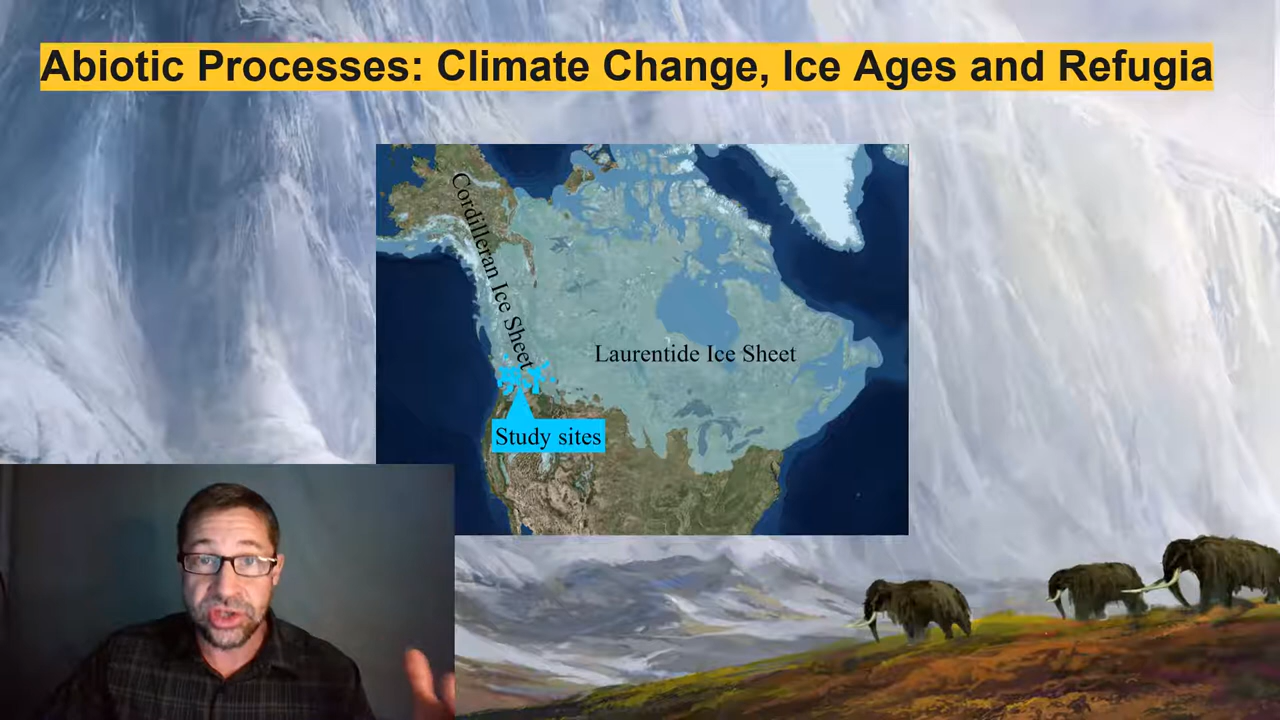 Abiotic Processes: Climate Change, Ice Ages and Refugia
Cordilleran Ice Sheet
Laurentide Ice Sheet
Study sites